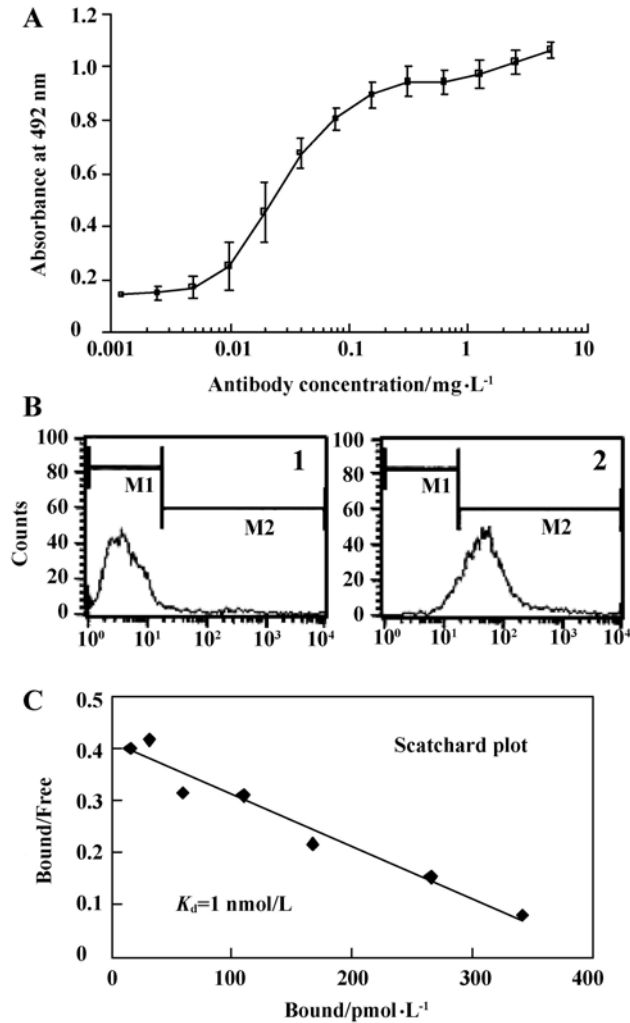 A
Absorbance at 492 nm
1.2
1.0
0.8
0.6
0.4
0.2
0
0.001 0.01 0.1 1 10
Antibody concentration/mg·L⁻¹
B
Counts
100
80
60
40
20
0
M1
M2
1
10⁰ 10¹ 10² 10³ 10⁴
100
80
60
40
20
0
M1
M2
2
10⁰ 10¹ 10² 10³ 10⁴
C
Bound/Free
0.5
0.4
0.3
0.2
0.1
0
Scatchard plot
Kd=1 nmol/L
0 100 200 300 400
Bound/pmol·L⁻¹